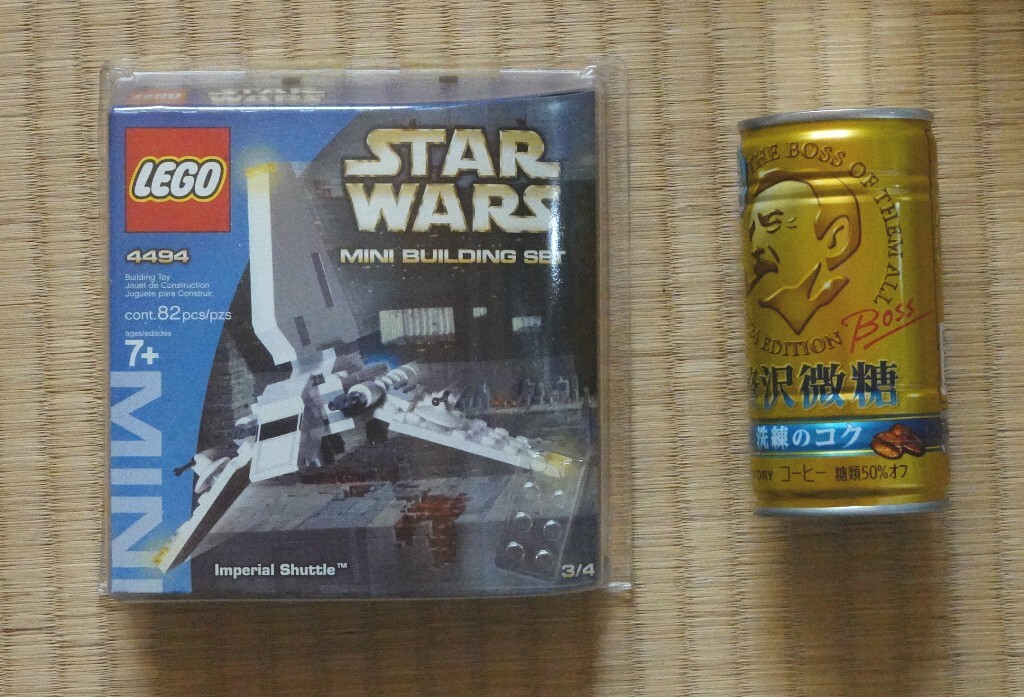 LEGO
STAR
WARS
MINI BUILDING SET
4494
Building Toy
Jouet de Construction
Juguete para Construir
cont.82pcs/pzs
ages/edades
7+
MINI
Imperial Shuttle™
3/4
THE BOSS OF THEM ALL
EDITION
Boss
沢微糖
洗練のコク
コーヒー 糖類50%オフ